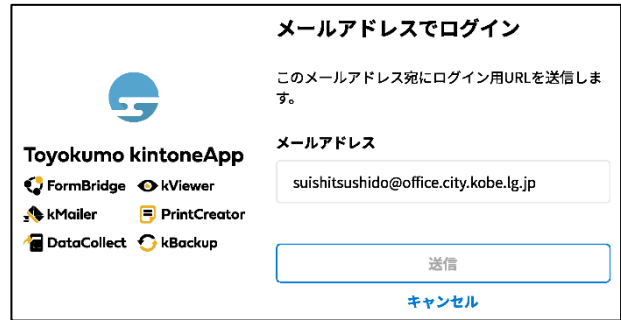 Toyokumo kintoneApp
FormBridge kViewer
kMailer PrintCreator
DataCollect kBackup
メールアドレスでログイン
このメールアドレス宛にログイン用URLを送信しま
す。
メールアドレス
suishitsushido@office.city.kobe.lg.jp
送信
キャンセル